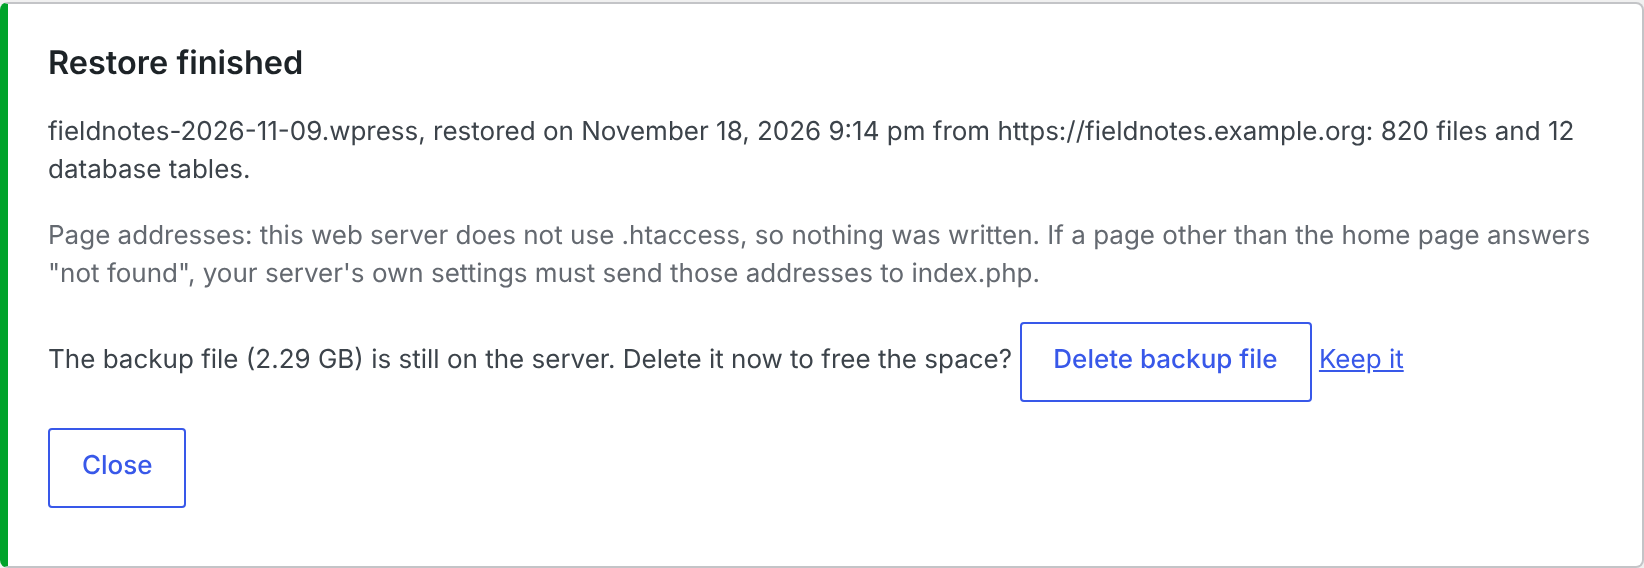 Restore finished
fieldnotes-2026-11-09.wpress, restored on November 18, 2026 9:14 pm from https://fieldnotes.example.org: 820 files and 12
database tables.
Page addresses: this web server does not use .htaccess, so nothing was written. If a page other than the home page answers
"not found", your server's own settings must send those addresses to index.php.
The backup file (2.29 GB) is still on the server. Delete it now to free the space? Delete backup file Keep it
Close